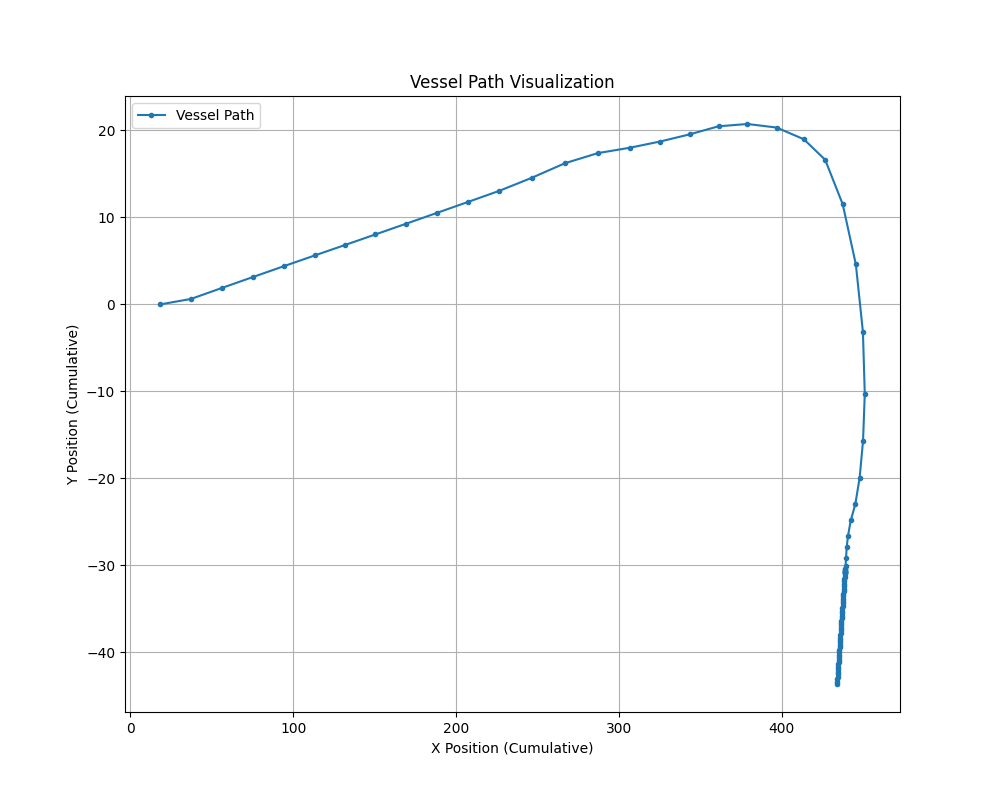 Vessel Path Visualization
Vessel Path
20
10
0
−10
−20
−30
−40
Y Position (Cumulative)
0 100 200 300 400
X Position (Cumulative)